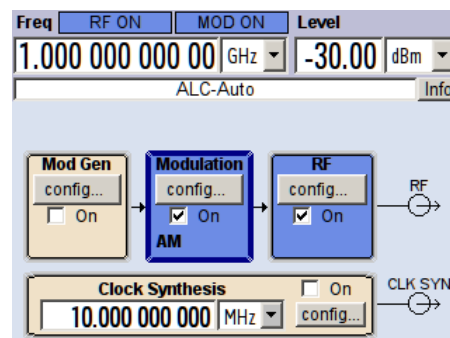 Freq RF ON MOD ON Level
1.000 000 000 00 GHz -30.00 dBm
ALC-Auto Info
Mod Gen Modulation RF
config... config... config... RF
On On On
AM
Clock Synthesis On CLK SYN
10.000 000 000 MHz config...